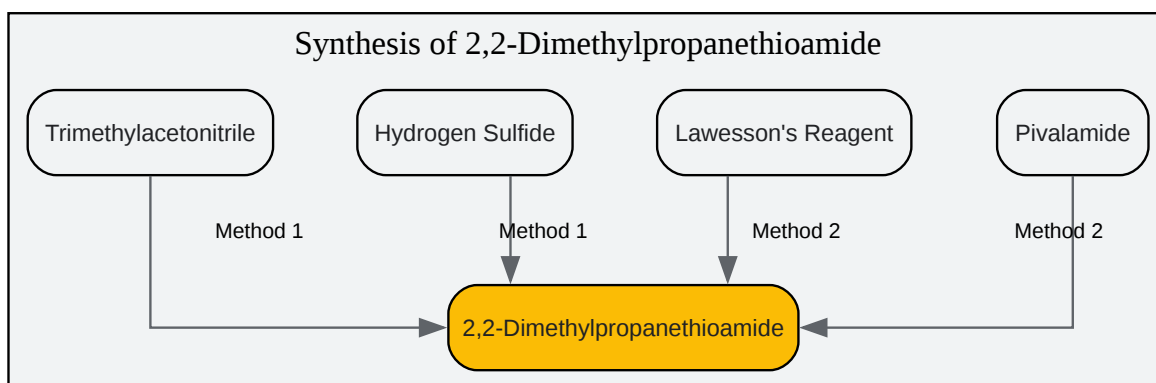 Synthesis of 2,2-Dimethylpropanethioamide
Trimethylacetonitrile
Hydrogen Sulfide
Lawesson's Reagent
Pivalamide
Method 1
Method 1
Method 2
Method 2
2,2-Dimethylpropanethioamide